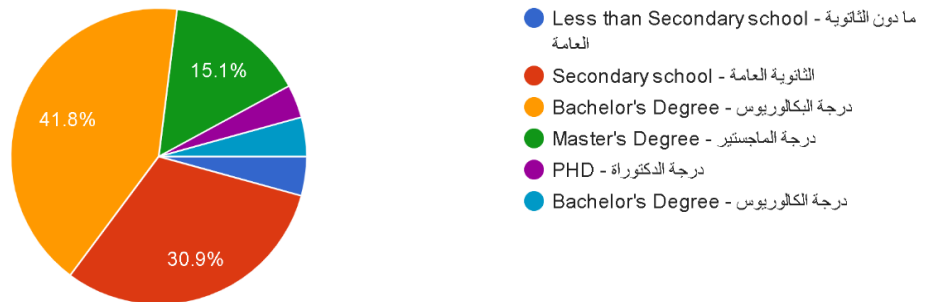 15.1%
41.8%
30.9%
Less than Secondary school - ما دون الثانوية
العامة
Secondary school - الثانوية العامة
Bachelor's Degree - درجة البكالوريوس
Master's Degree - درجة الماجستير
PHD - درجة الدكتوراة
Bachelor's Degree - درجة الكالوريوس